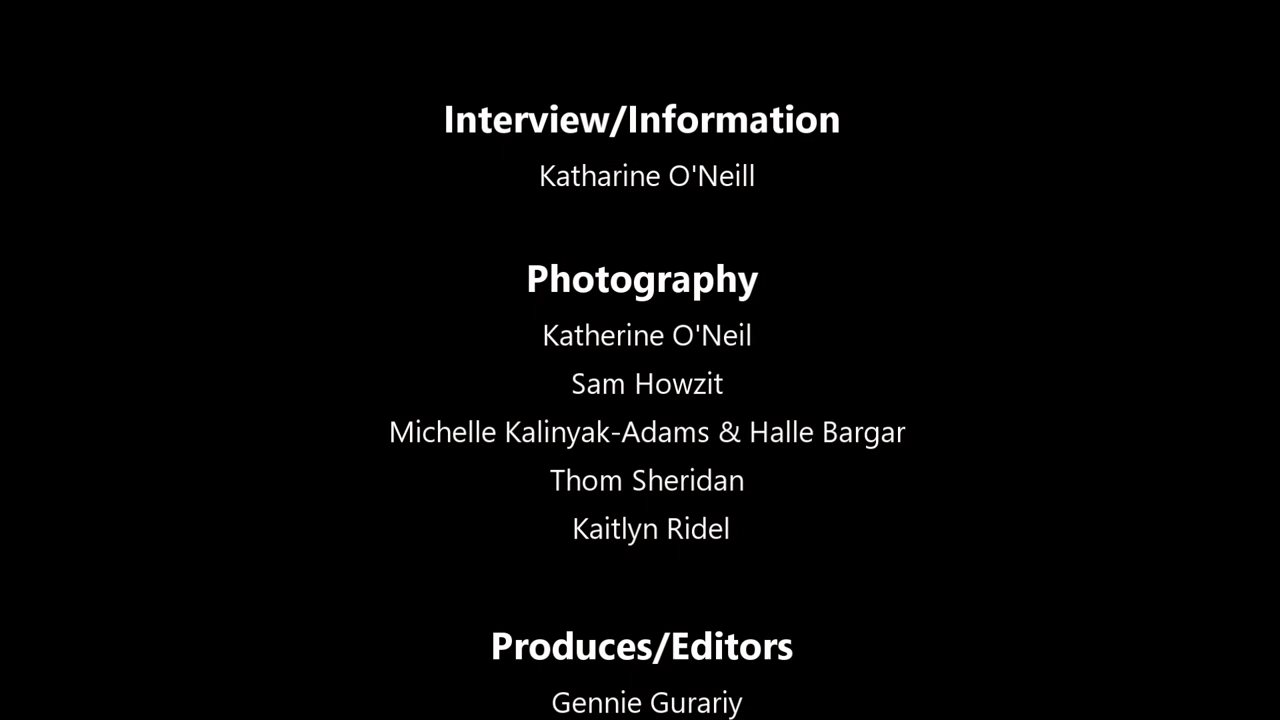 Interview/Information
Katharine O'Neill
Photography
Katherine O'Neil
Sam Howzit
Michelle Kalinyak-Adams & Halle Bargar
Thom Sheridan
Kaitlyn Ridel
Produces/Editors
Gennie Gurariy